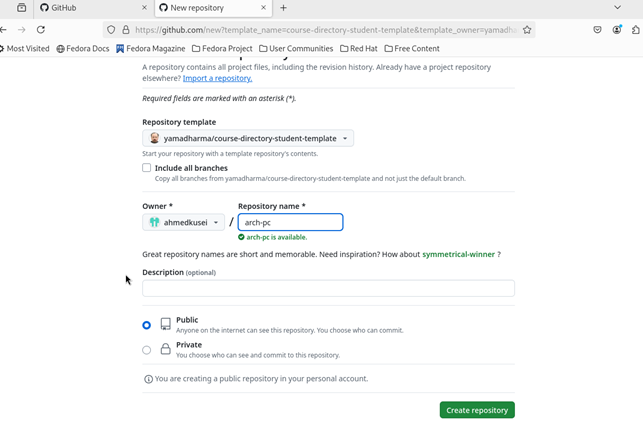 GitHub
New repository
https://github.com/new?template_name=course-directory-student-template&template_owner=yamadh
Most Visited Fedora Docs Fedora Magazine Fedora Project User Communities Red Hat Free Content
A repository contains all project files, including the revision history. Already have a project repository
elsewhere? Import a repository.
Required fields are marked with an asterisk (*).
Repository template
yamadharma/course-directory-student-template
Start your repository with a template repository's contents.
Include all branches
Copy all branches from yamadharma/course-directory-student-template and not just the default branch.
Owner * Repository name *
ahmedkusei / arch-pc
arch-pc is available.
Great repository names are short and memorable. Need inspiration? How about symmetrical-winner ?
Description (optional)
Public
Anyone on the internet can see this repository. You choose who can commit.
Private
You choose who can see and commit to this repository.
You are creating a public repository in your personal account.
Create repository